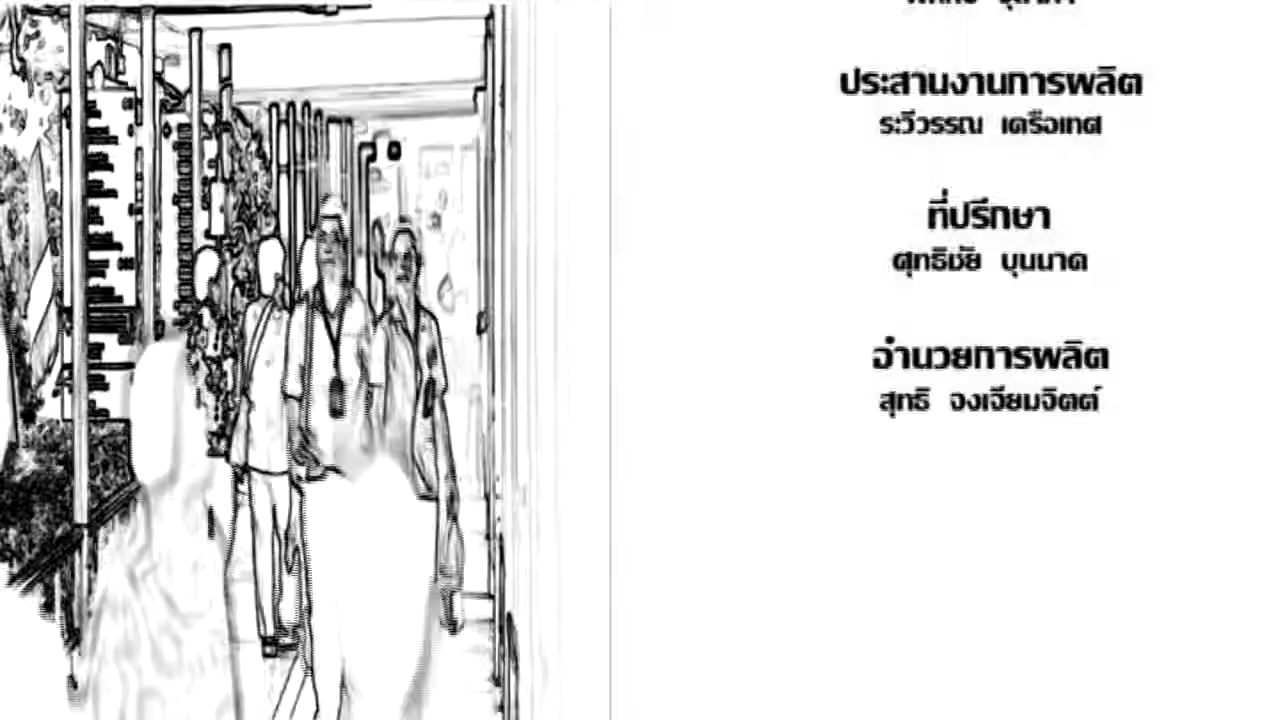 ประสานงานการผลิต
ระวีวรรณ เครือเทศ
ที่ปรึกษา
ศุทธิชัย บุนนาค
อำนวยการผลิต
สุทธิ จงเจียมจิตต์